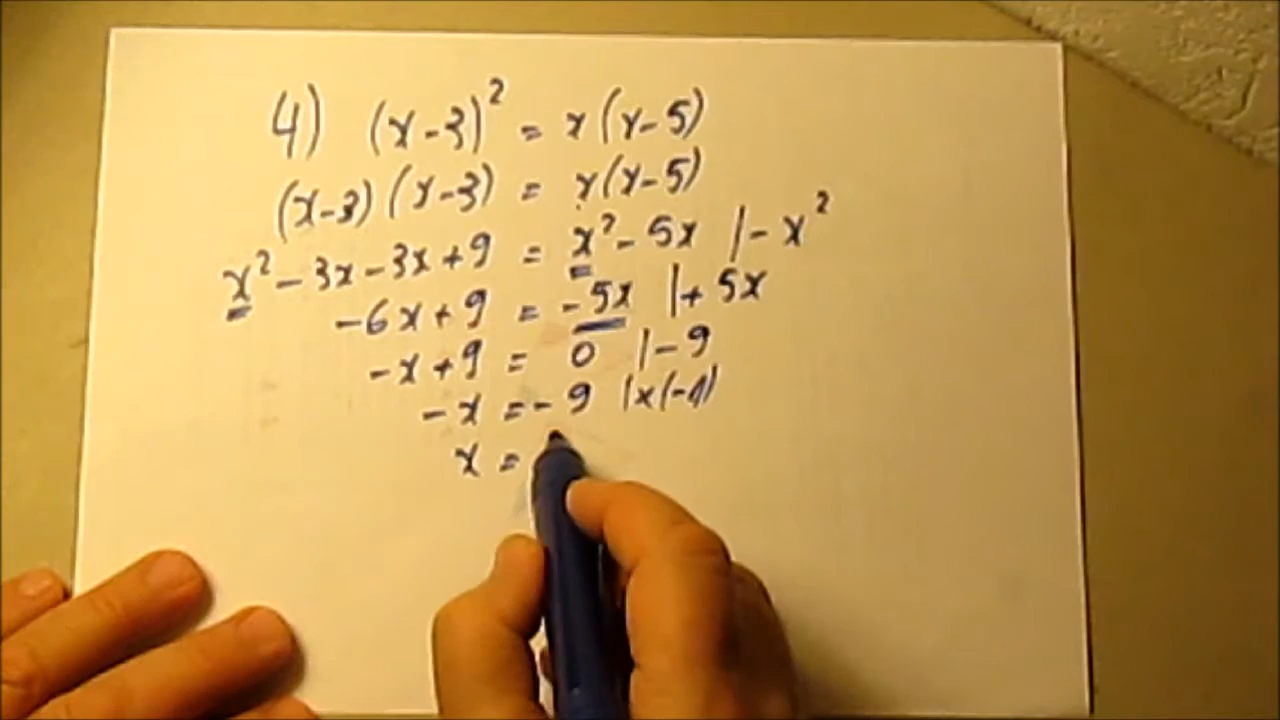 4) (x-3)² = x(x-5)
(x-3)(x-3) = x(x-5)
x²-3x-3x+9 = x²-5x |-x²
-6x+9 = -5x |+5x
-x+9 = 0 |-9
-x = -9 |x(-1)
x =